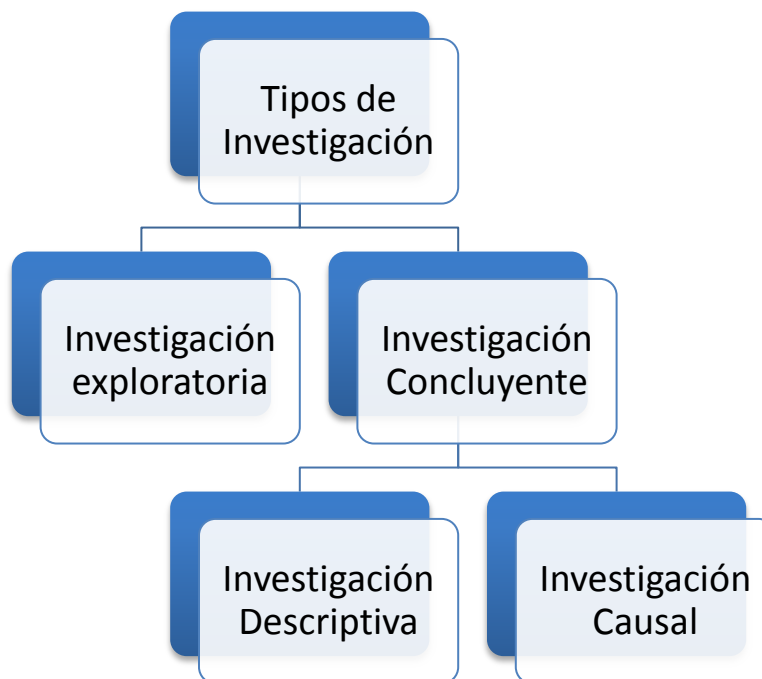 Tipos de
Investigación
Investigación
exploratoria
Investigación
Concluyente
Investigación
Descriptiva
Investigación
Causal